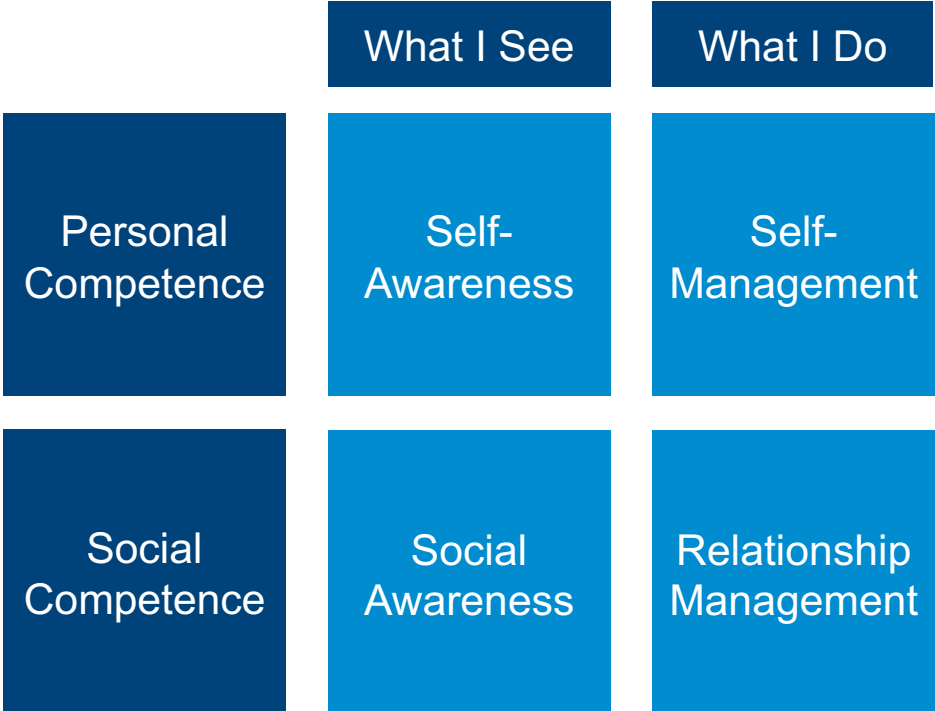 What I See
What I Do
Personal
Competence
Self-
Awareness
Self-
Management
Social
Competence
Social
Awareness
Relationship
Management